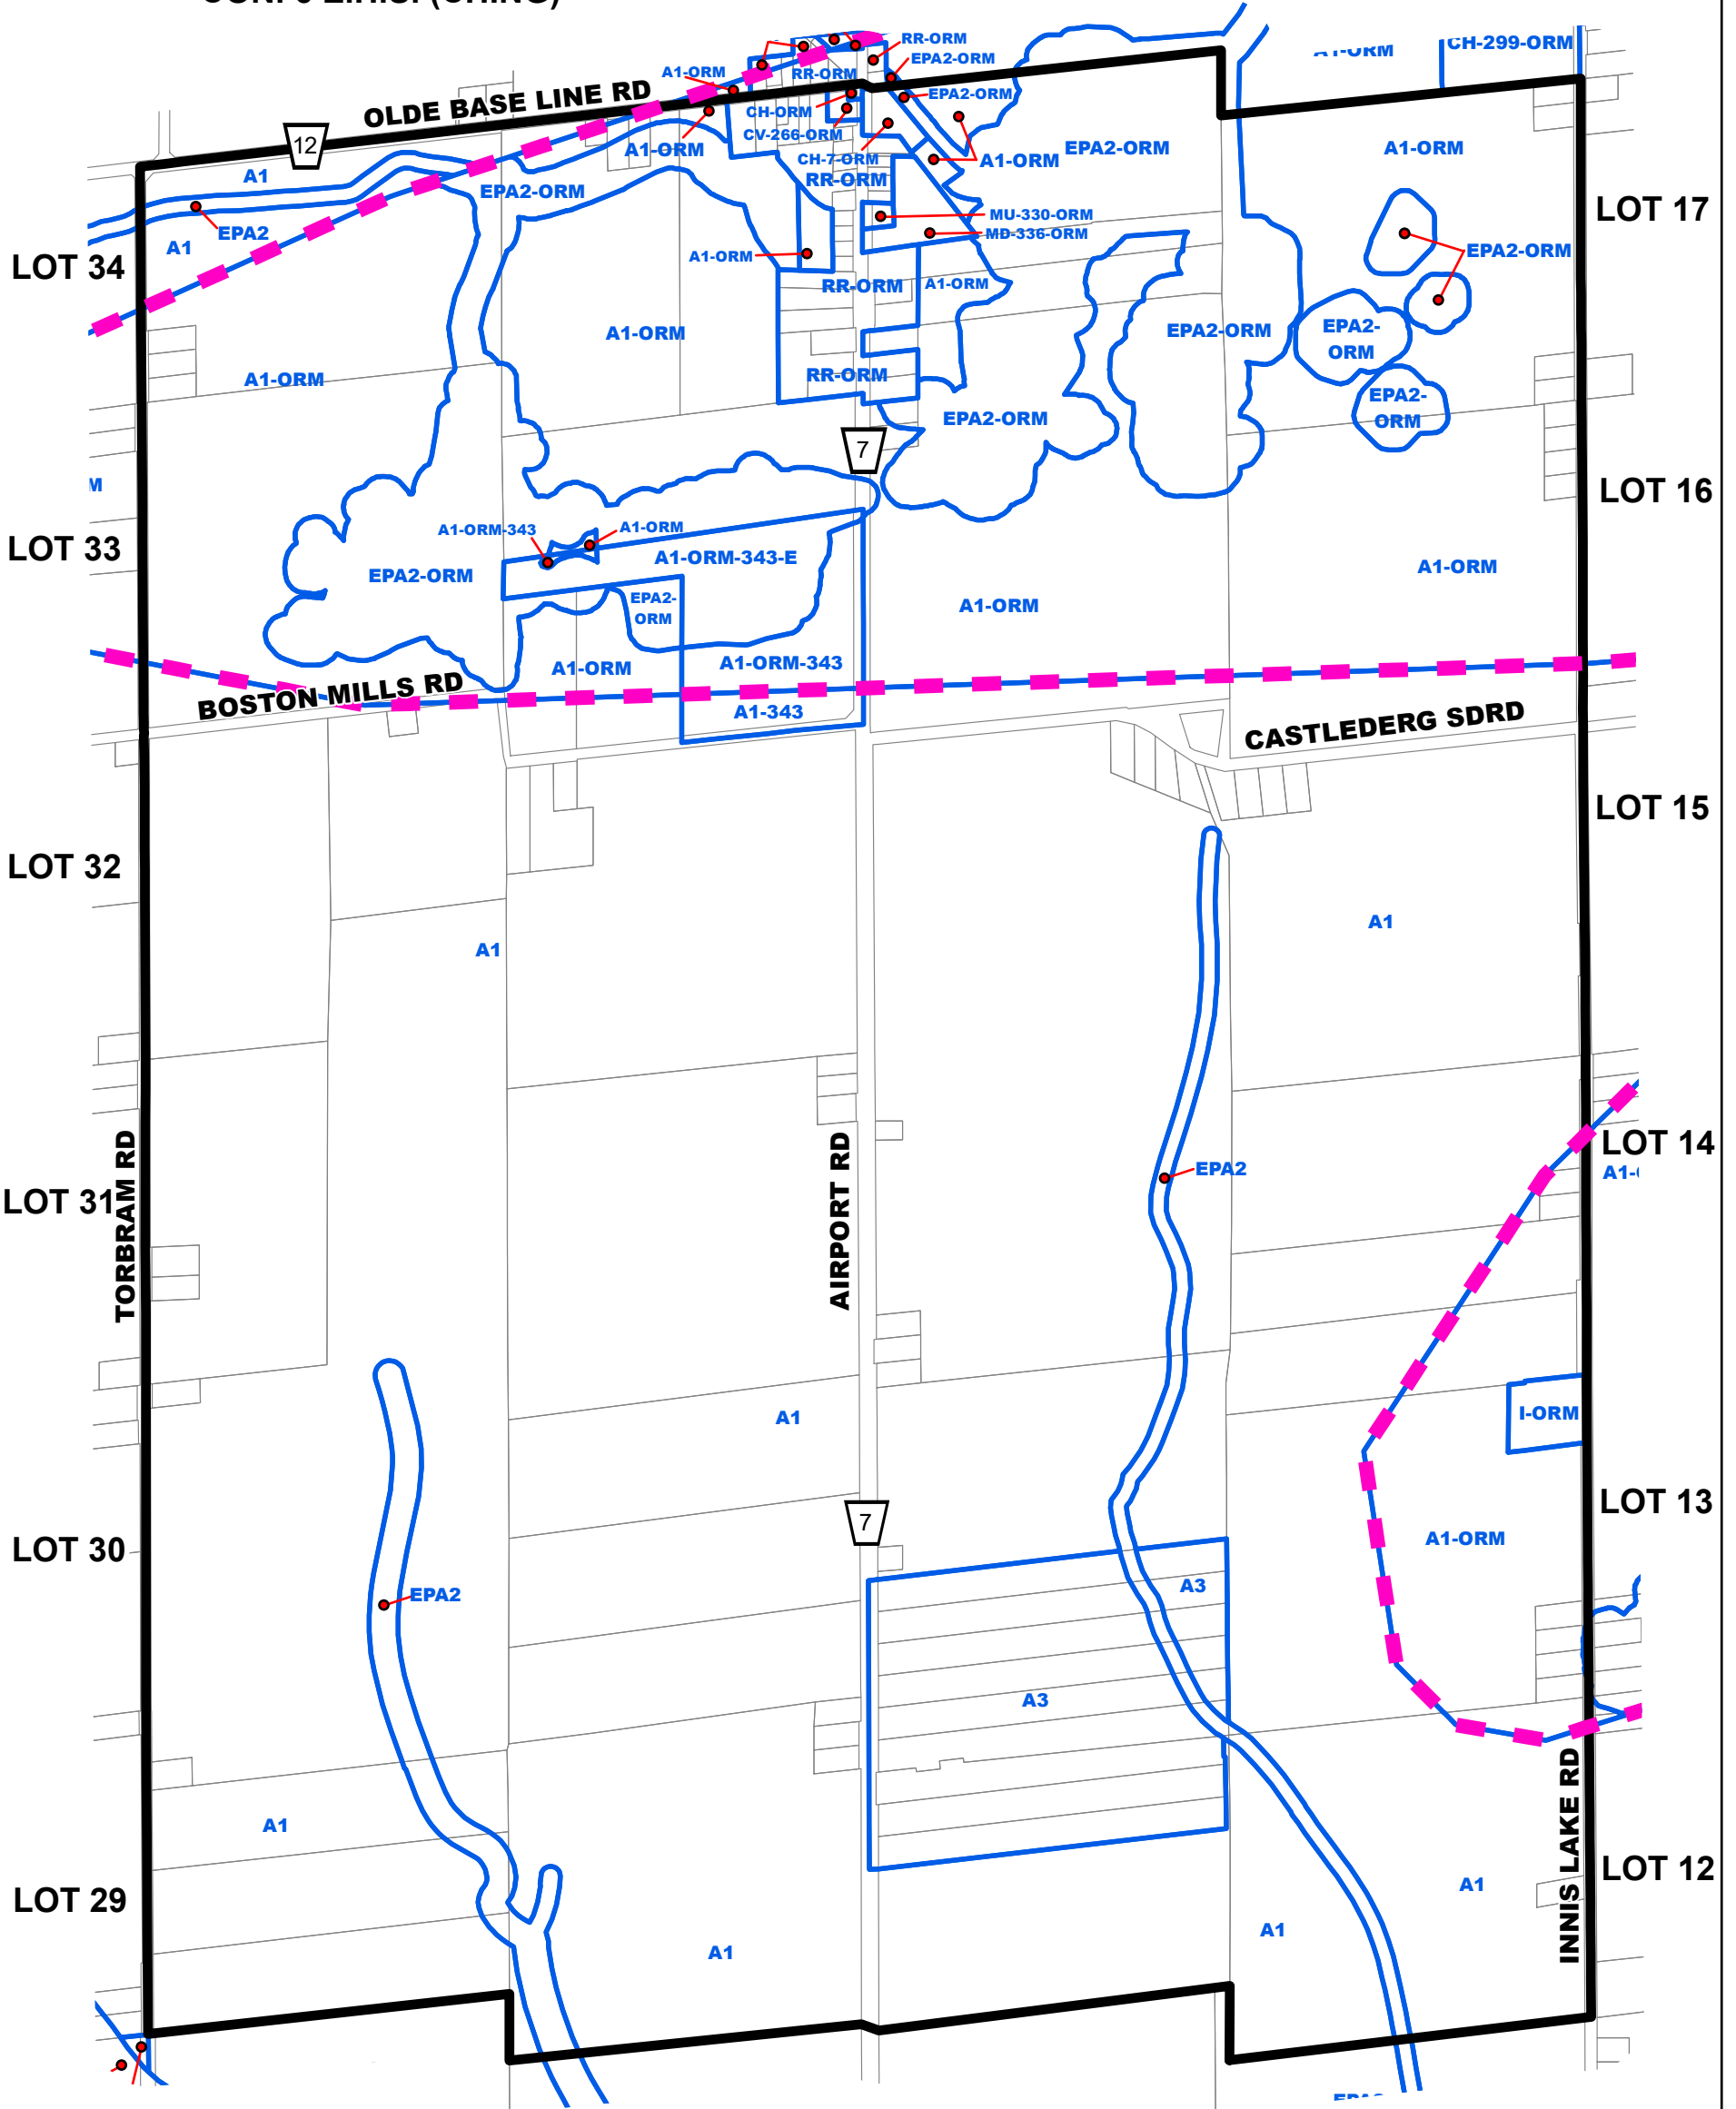 RR-ORM
EPA2-ORM
A1-ORM
RR-ORM
CH-299-ORM
OLDE BASE LINE RD
EPA2-ORM
CH-ORM
CV-266-ORM
12
A1-ORM
CH-7-ORM
A1-ORM
EPA2-ORM
A1-ORM
A1
EPA2-ORM
RR-ORM
LOT 17
EPA2
MU-330-ORM
MD-336-ORM
A1
A1-ORM
EPA2-ORM
LOT 34
RR-ORM
A1-ORM
A1-ORM
EPA2-ORM
EPA2-
ORM
A1-ORM
RR-ORM
EPA2-
ORM
EPA2-ORM
7
M
LOT 16
A1-ORM-343
A1-ORM
LOT 33
A1-ORM-343-E
EPA2-ORM
A1-ORM
EPA2-
ORM
A1-ORM
A1-ORM
A1-ORM-343
BOSTON MILLS RD
A1-343
CASTLEDERG SDRD
LOT 15
LOT 32
A1
A1
TORBRAM RD
AIRPORT RD
LOT 14
EPA2
A1-
LOT 31
A1
I-ORM
LOT 13
7
A1-ORM
LOT 30
A3
EPA2
A3
INNIS LAKE RD
A1
LOT 12
A1
LOT 29
A1
A1